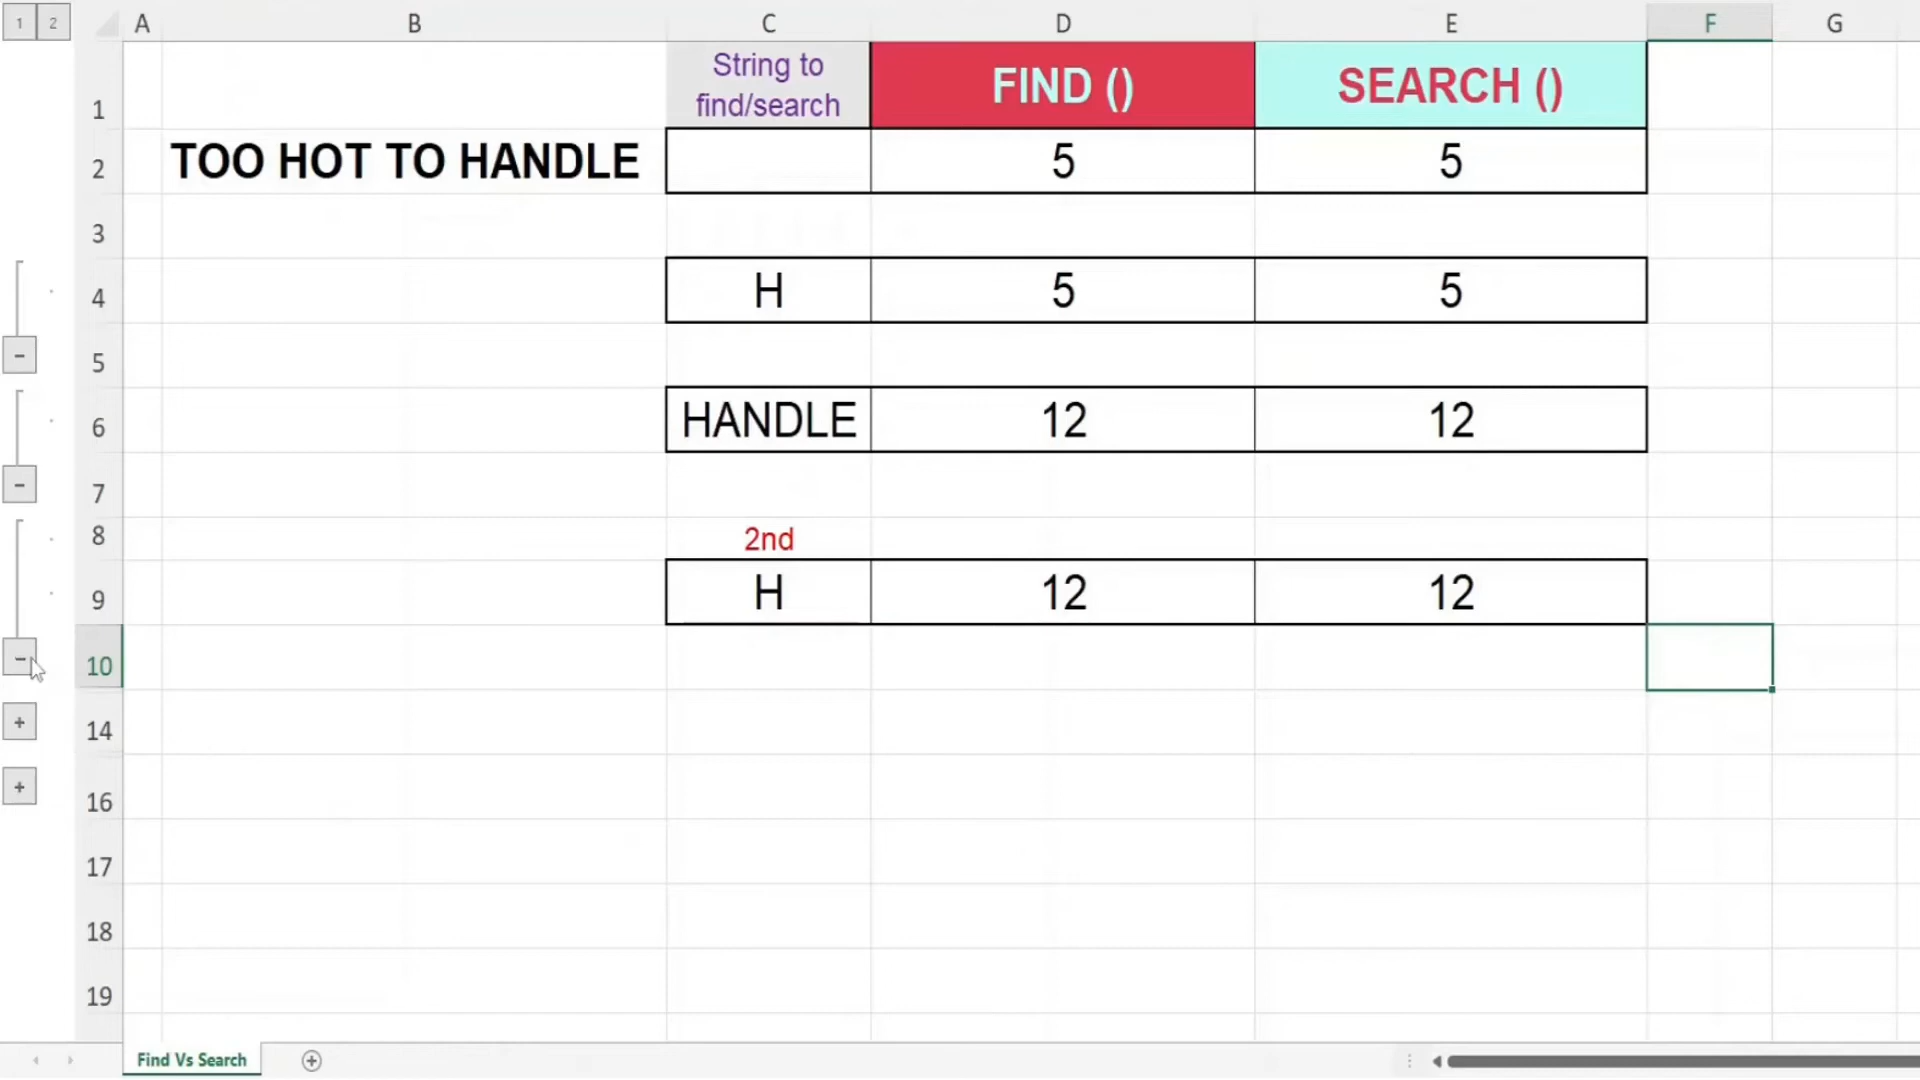 1 2 A B C D E F G
1 String to
find/search FIND () SEARCH ()
2 TOO HOT TO HANDLE 5 5
3
4 H 5 5
5
6 HANDLE 12 12
7
8 2nd
9 H 12 12
10
14
16
17
18
19
Find Vs Search